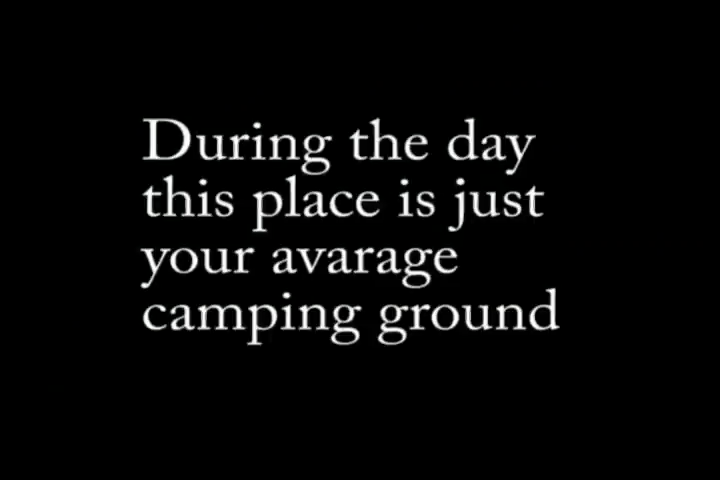 During the day
this place is just
your avarage
camping ground